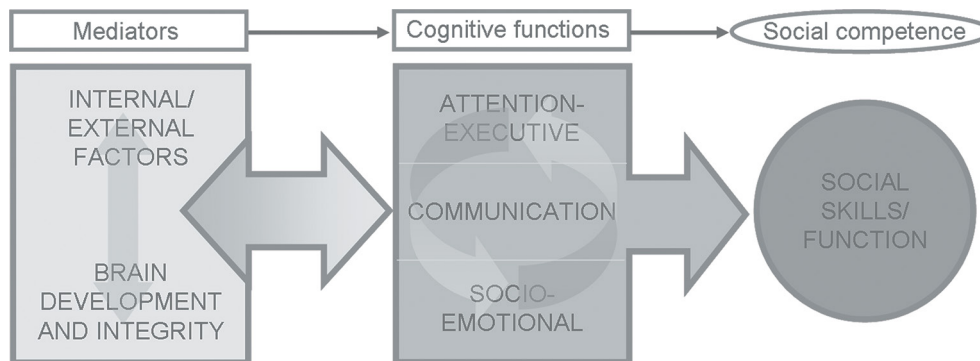 Mediators
Cognitive functions
Social competence
INTERNAL/
EXTERNAL
FACTORS
BRAIN
DEVELOPMENT
AND INTEGRITY
ATTENTION-
EXECUTIVE
COMMUNICATION
SOCIO-
EMOTIONAL
SOCIAL
SKILLS/
FUNCTION